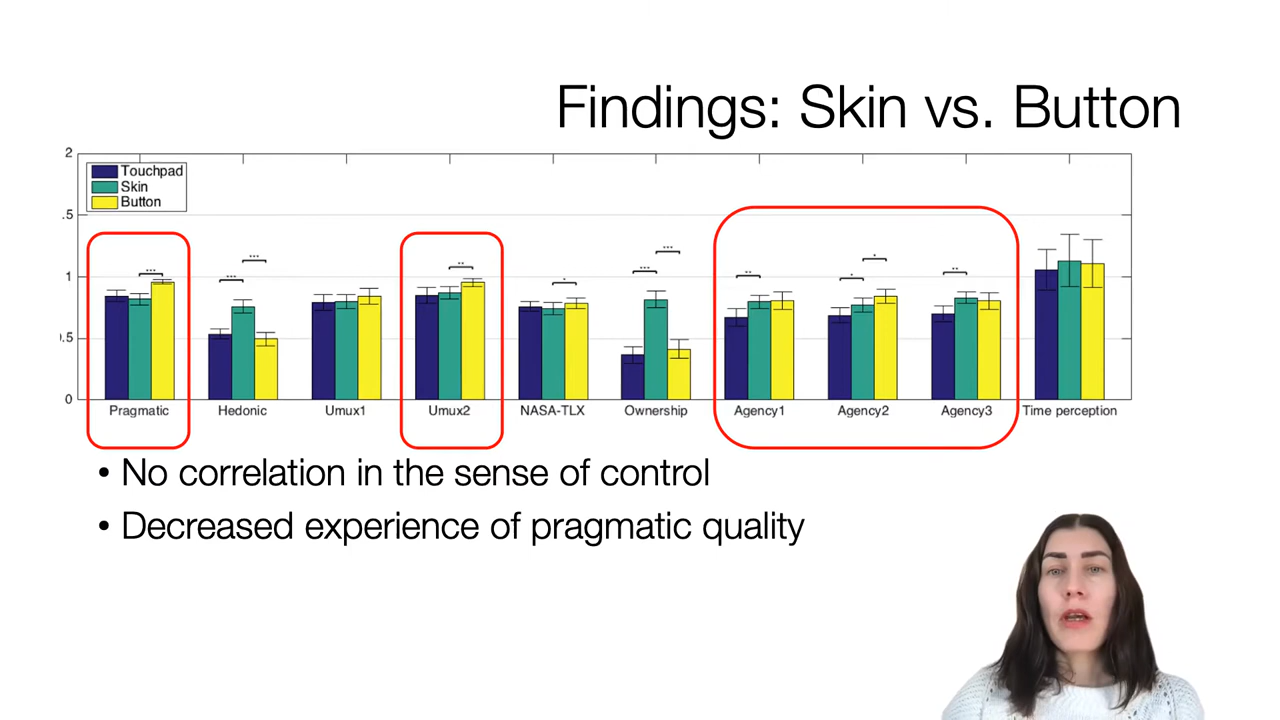 Findings: Skin vs. Button
2
.5
1
).5
0
Touchpad
Skin
Button
***
***
***
**
*
***
***
**
*
*
**
Pragmatic Hedonic Umux1 Umux2 NASA-TLX Ownership Agency1 Agency2 Agency3 Time perception
• No correlation in the sense of control
• Decreased experience of pragmatic quality